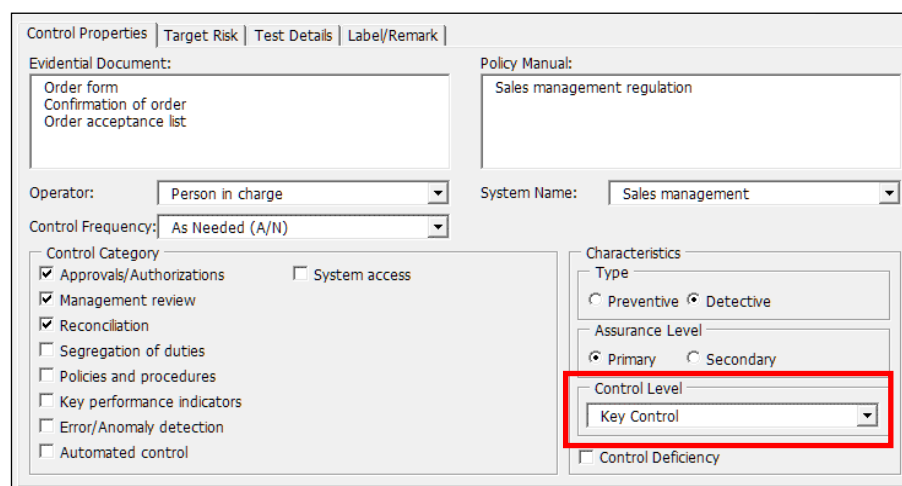 Control Properties Target Risk Test Details Label/Remark
Evidential Document:
Order form
Confirmation of order
Order acceptance list
Policy Manual:
Sales management regulation
Operator: Person in charge
System Name: Sales management
Control Frequency: As Needed (A/N)
Control Category
Approvals/Authorizations System access
Management review
Reconciliation
Segregation of duties
Policies and procedures
Key performance indicators
Error/Anomaly detection
Automated control
Characteristics
Type
Preventive Detective
Assurance Level
Primary Secondary
Control Level
Key Control
Control Deficiency